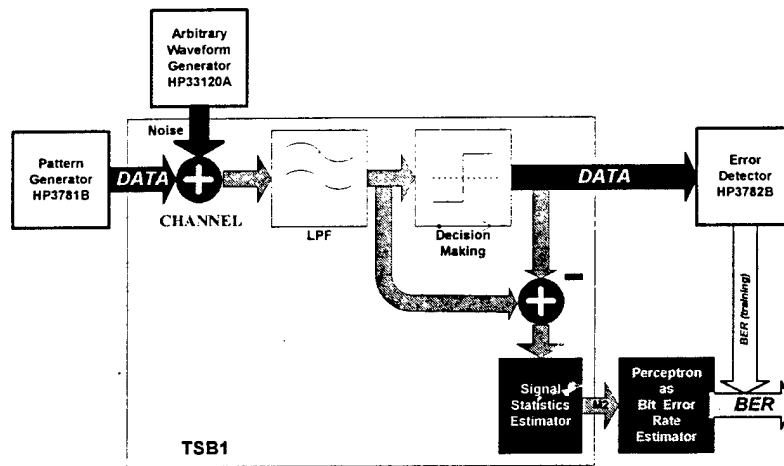 Arbitrary
Waveform
Generator
HP33120A
Noise
Pattern
Generator
HP3781B
DATA
CHANNEL
LPF
Decision
Making
DATA
Error
Detector
HP3782B
BER (training)
Signal
Statistics
Estimator
M2
Perceptron
as
Bit Error
Rate
Estimator
BER
TSB1